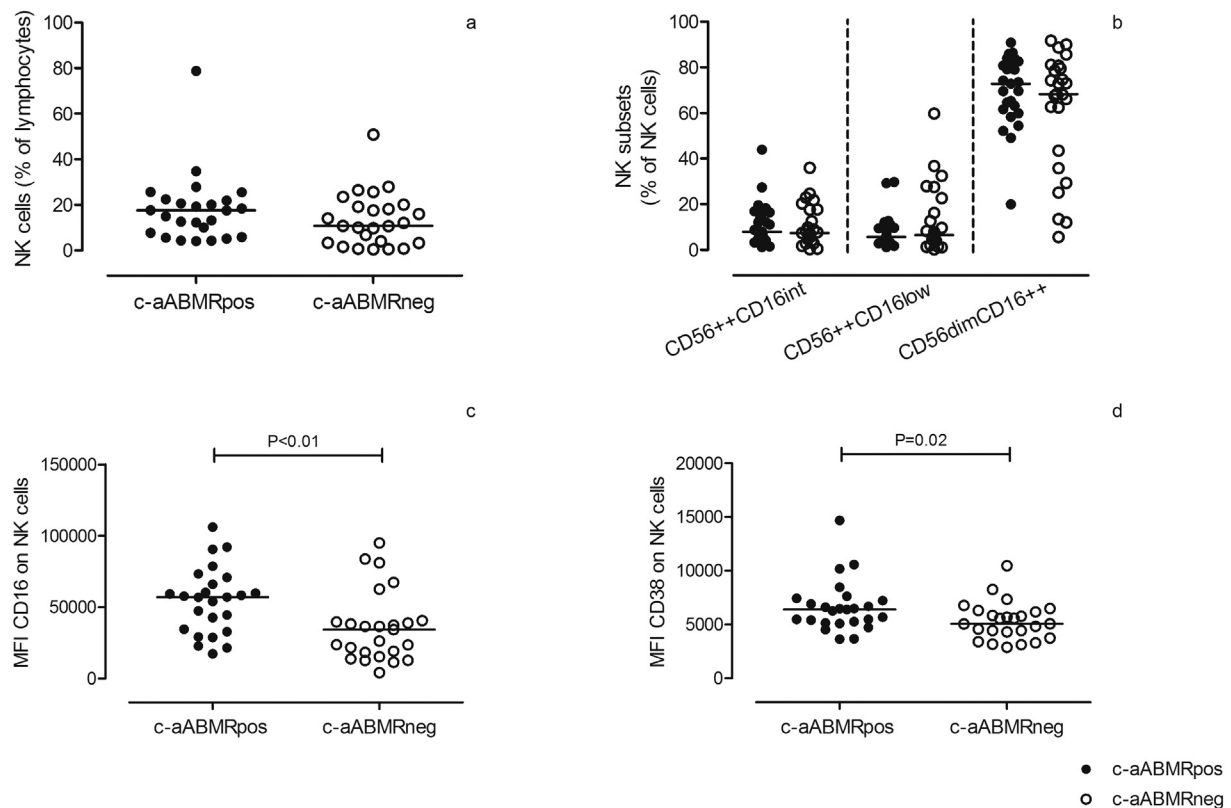 a
NK cells (% of lymphocytes)
100
80
60
40
20
0
c-aABMRpos
c-aABMRneg
b
NK subsets
(% of NK cells)
100
80
60
40
20
0
CD56++CD16int
CD56++CD16low
CD56dimCD16++
c
P<0.01
MFI CD16 on NK cells
150000
100000
50000
0
c-aABMRpos
c-aABMRneg
d
P=0.02
MFI CD38 on NK cells
20000
15000
10000
5000
0
c-aABMRpos
c-aABMRneg
c-aABMRpos
c-aABMRneg